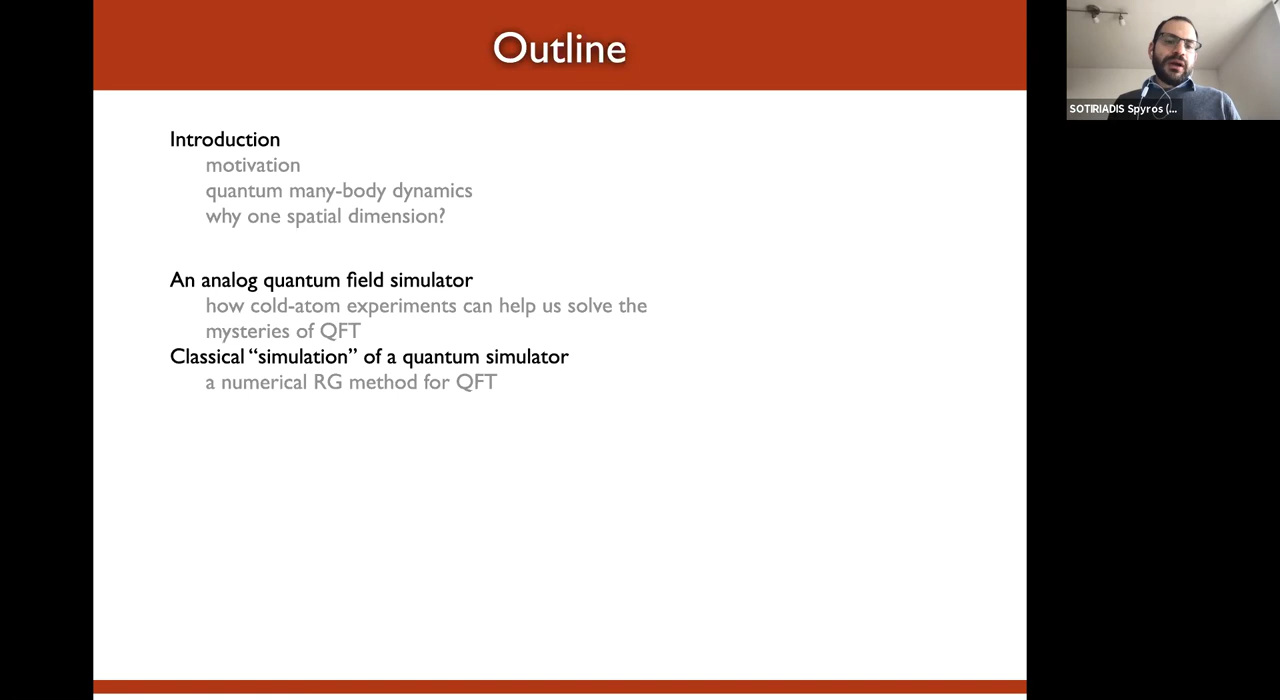 Outline
Introduction
motivation
quantum many-body dynamics
why one spatial dimension?
An analog quantum field simulator
how cold-atom experiments can help us solve the
mysteries of QFT
Classical “simulation” of a quantum simulator
a numerical RG method for QFT
SOTIRIADIS Spyros (...